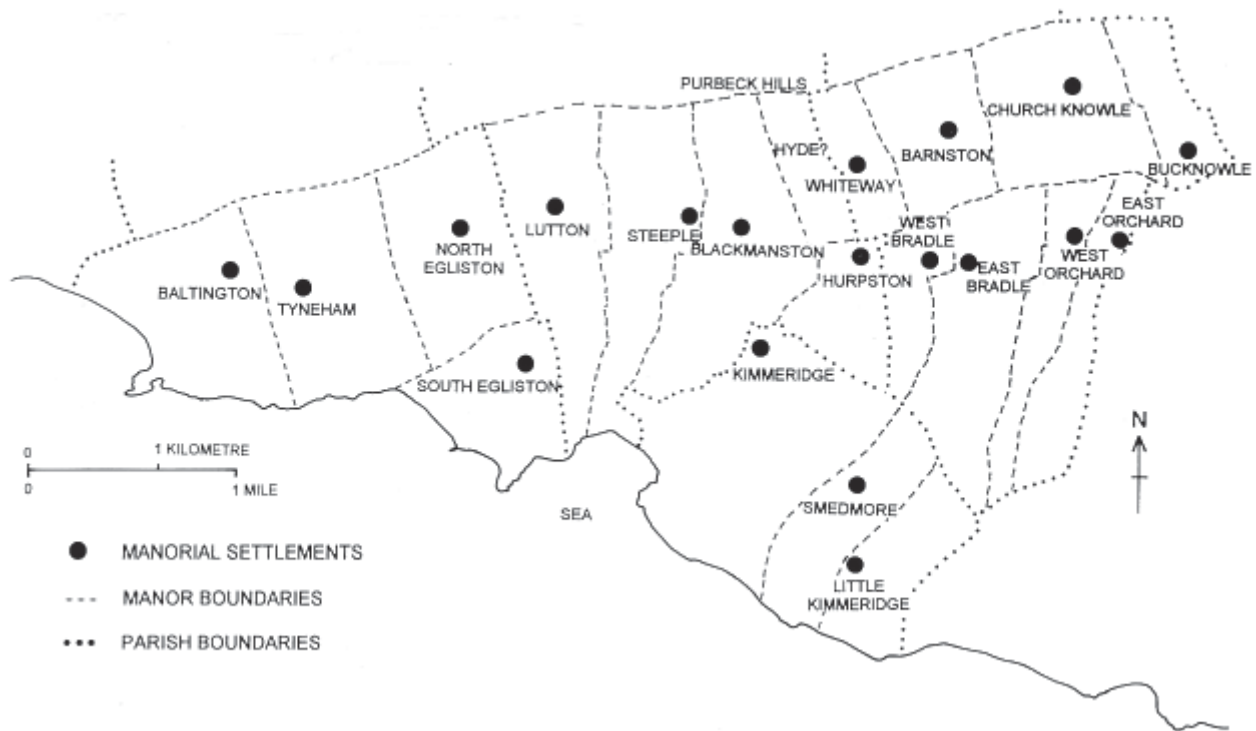 PURBECK HILLS
CHURCH KNOWLE
HYDE?
BARNSTON
WHITEWAY
BUCKNOWLE
EAST
ORCHARD
WEST
BRADLE
LUTTON
STEEPLE
BLACKMANSTON
NORTH
EGLISTON
WEST
ORCHARD
EAST
BRADLE
HURPSTON
BALTINGTON
TYNEHAM
KIMMERIDGE
SOUTH EGLISTON
N
0
1 KILOMETRE
0
1 MILE
SMEDMORE
SEA
LITTLE
KIMMERIDGE
MANORIAL SETTLEMENTS
MANOR BOUNDARIES
PARISH BOUNDARIES